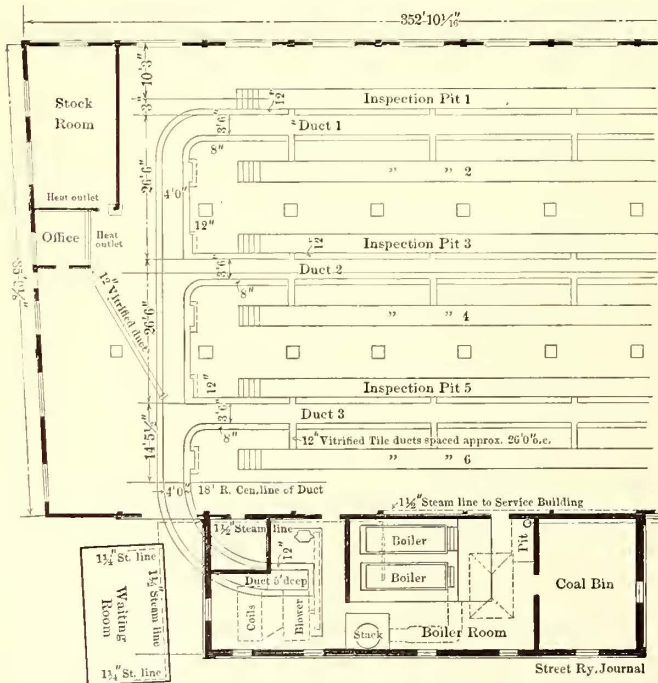 352'10 1/16"
10'-3"
3"
12"
Inspection Pit 1
Stock
Room
3'6"
" Duct 1
8"
26'-6"
4'0"
" " 2
Heat outlet
Office
Heat
outlet
12"
Inspection Pit 3
12
3'6"
Duct 2
8"
12" Vitrified duct
26'6"
" " 4
12"
Inspection Pit 5
3'6"
Duct 3
8"
12" Vitrified Tile ducts spaced approx. 26'0" o.c.
14'-5½"
" " 6
4'0"
18' R. Cen. line of Duct
1½" Steam line to Service Building
1½" Steam line
12"
Boiler
Pit
1¼" St. line
1½" Steam line
Waiting
Room
Duct 5' deep
Boiler
Coal Bin
Coils
Blower
Stack
Boiler Room
1¼" St. line
Street Ry. Journal